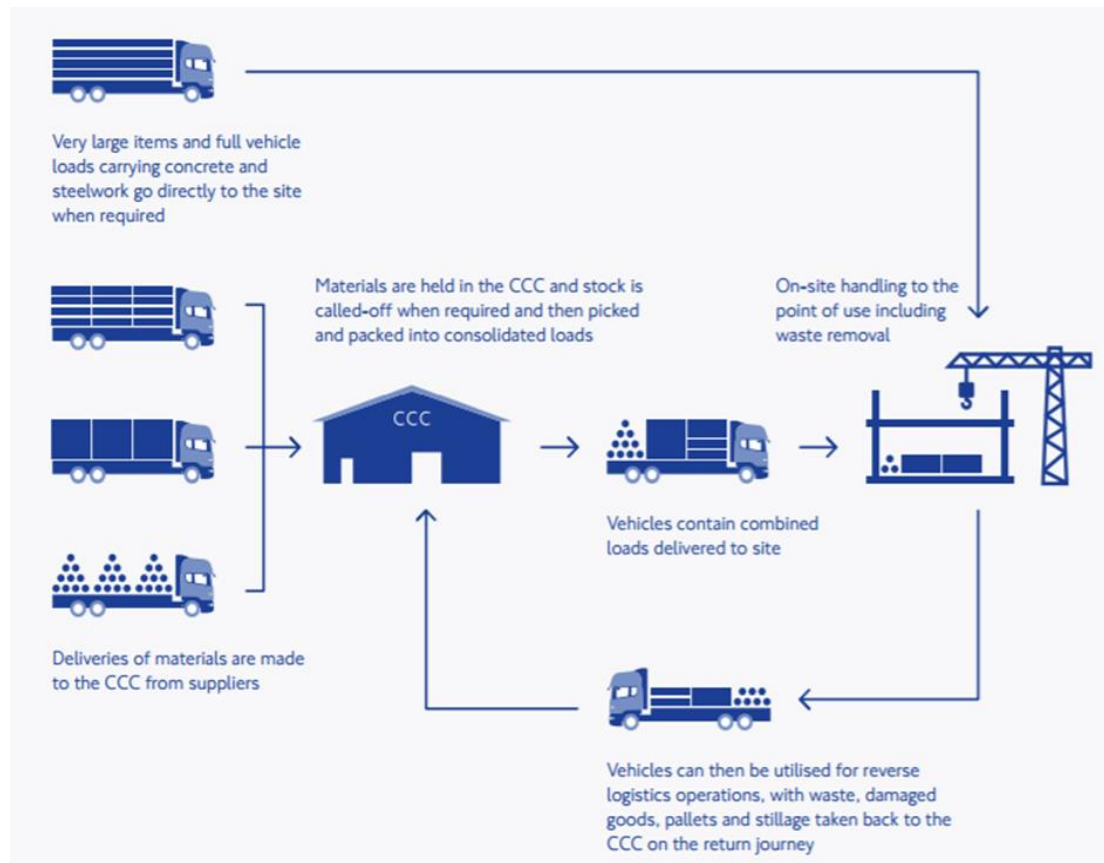 Very large items and full vehicle
loads carrying concrete and
steelwork go directly to the site
when required
Materials are held in the CCC and stock is
called-off when required and then picked
and packed into consolidated loads
On-site handling to the
point of use including
waste removal
CCC
Vehicles contain combined
loads delivered to site
Deliveries of materials are made
to the CCC from suppliers
Vehicles can then be utilised for reverse
logistics operations, with waste, damaged
goods, pallets and stillage taken back to the
CCC on the return journey